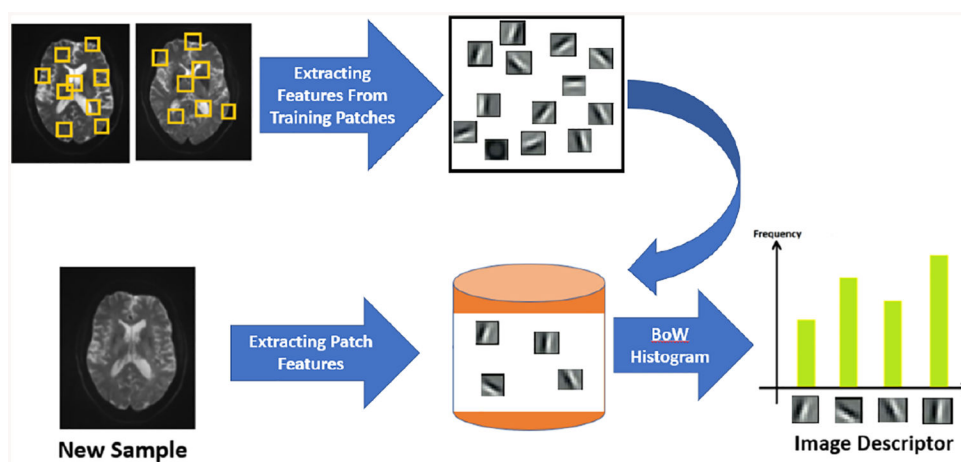 Extracting
Features From
Training Patches
Frequency
Extracting Patch
Features
BoW
Histogram
New Sample
Image Descriptor